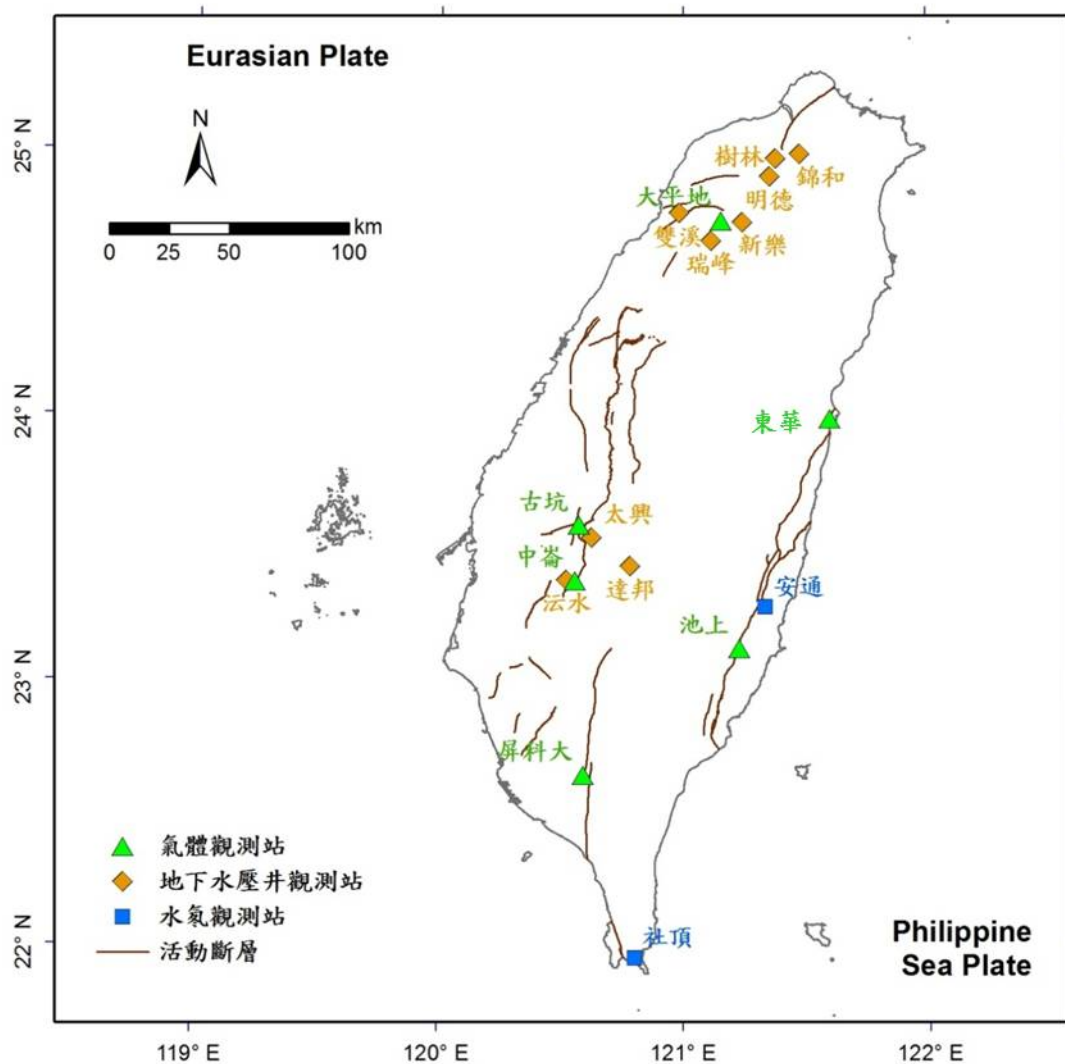 Eurasian Plate
N
km
0 25 50 100
25° N
24° N
23° N
22° N
樹林
錦和
明德
大平地
雙溪
新樂
瑞峰
東華
古坑
太興
中崙
沄水
達邦
安通
池上
屏科大
社頂
氣體觀測站
地下水壓井觀測站
水氡觀測站
活動斷層
Philippine
Sea Plate
119° E
120° E
121° E
122° E